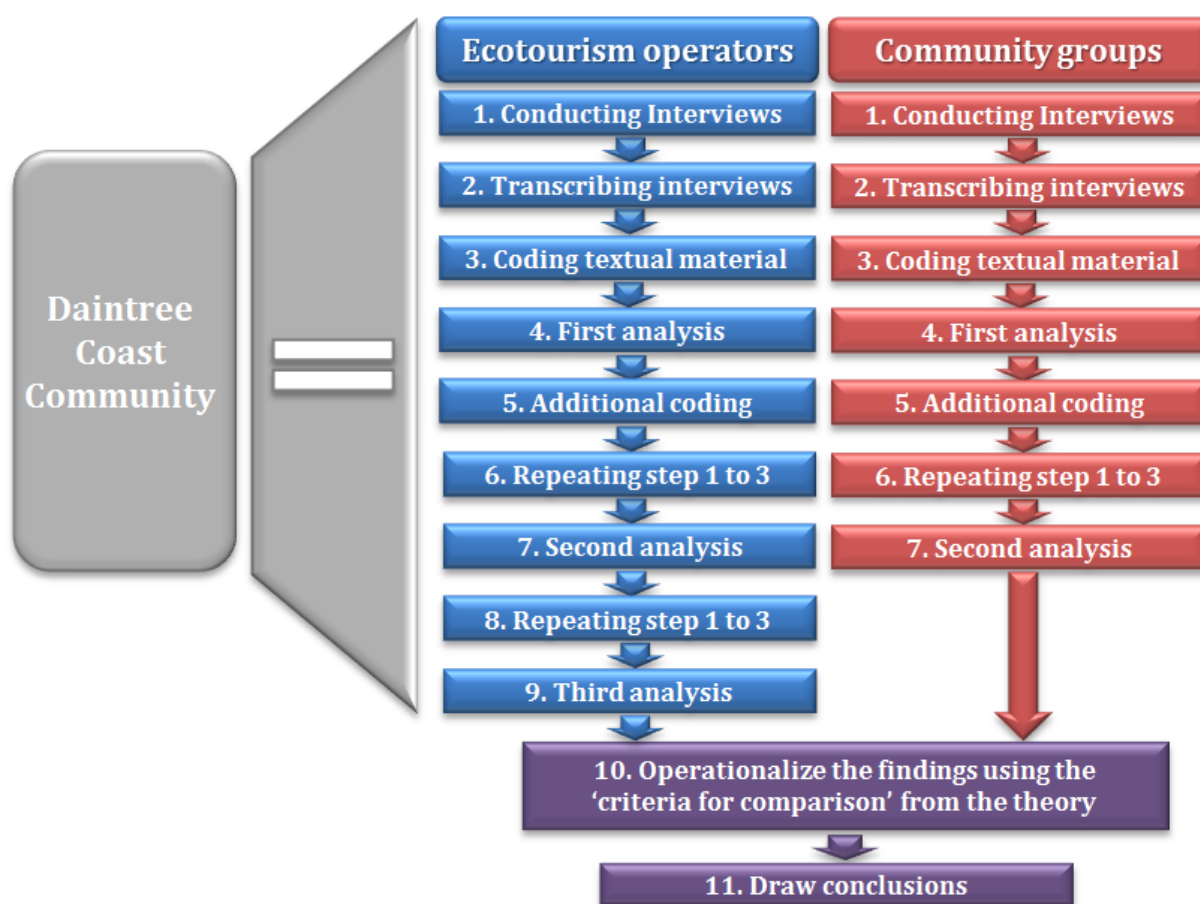 Daintree
Coast
Community
Ecotourism operators
1. Conducting Interviews
2. Transcribing interviews
3. Coding textual material
4. First analysis
5. Additional coding
6. Repeating step 1 to 3
7. Second analysis
8. Repeating step 1 to 3
9. Third analysis
Community groups
1. Conducting Interviews
2. Transcribing interviews
3. Coding textual material
4. First analysis
5. Additional coding
6. Repeating step 1 to 3
7. Second analysis
10. Operationalize the findings using the
‘criteria for comparison’ from the theory
11. Draw conclusions